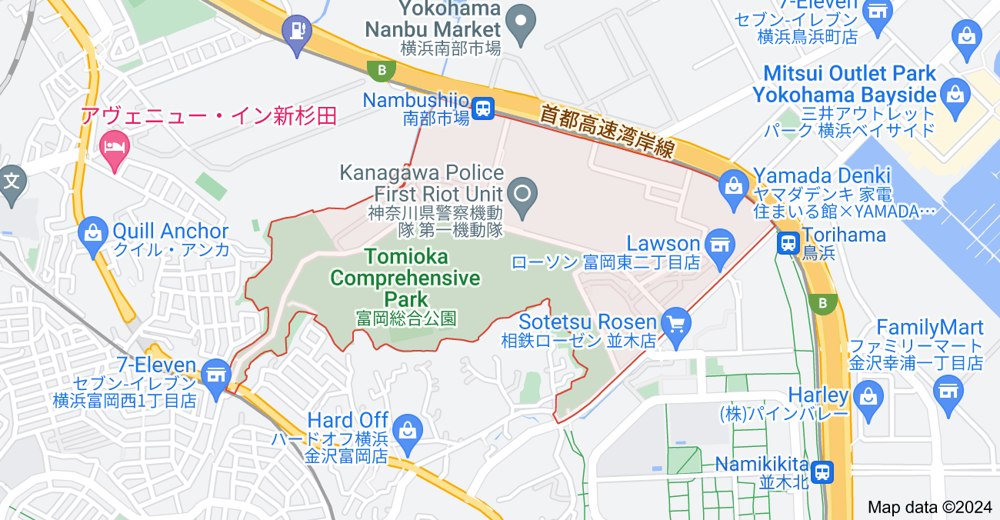 Yokohama
Nanbu Market
横浜南部市場
7-Eleven
セブン-イレブン
横浜鳥浜町店
B
Mitsui Outlet Park
Yokohama Bayside
三井アウトレット
パーク 横浜ベイサイド
Nambushijo
南部市場
首都高速湾岸線
アヴェニュー・イン新杉田
文
Kanagawa Police
First Riot Unit
神奈川県警察機動
隊 第一機動隊
Yamada Denki
ヤマダデンキ 家電
住まいる館×YAMADA…
Quill Anchor
クイル・アンカ
Torihama
鳥浜
Lawson
ローソン 富岡東二丁目店
Tomioka
Comprehensive
Park
富岡総合公園
B
Sotetsu Rosen
相鉄ローゼン 並木店
FamilyMart
ファミリーマート
金沢幸浦一丁目店
7-Eleven
セブン-イレブン
横浜富岡西1丁目店
Harley
(株)パインバレー
Hard Off
ハードオフ横浜
金沢富岡店
Namikikita
並木北
Map data ©2024